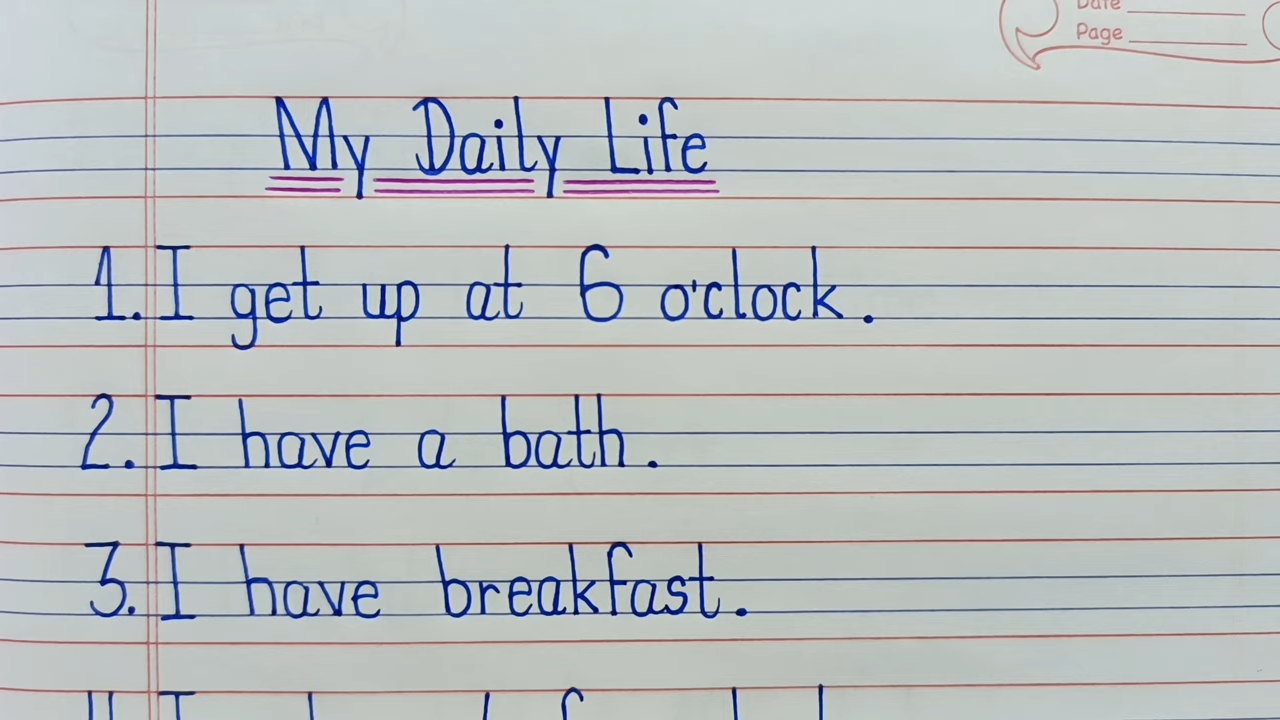 Date
Page
My Daily Life
1. I get up at 6 o'clock.
2. I have a bath.
3. I have breakfast.